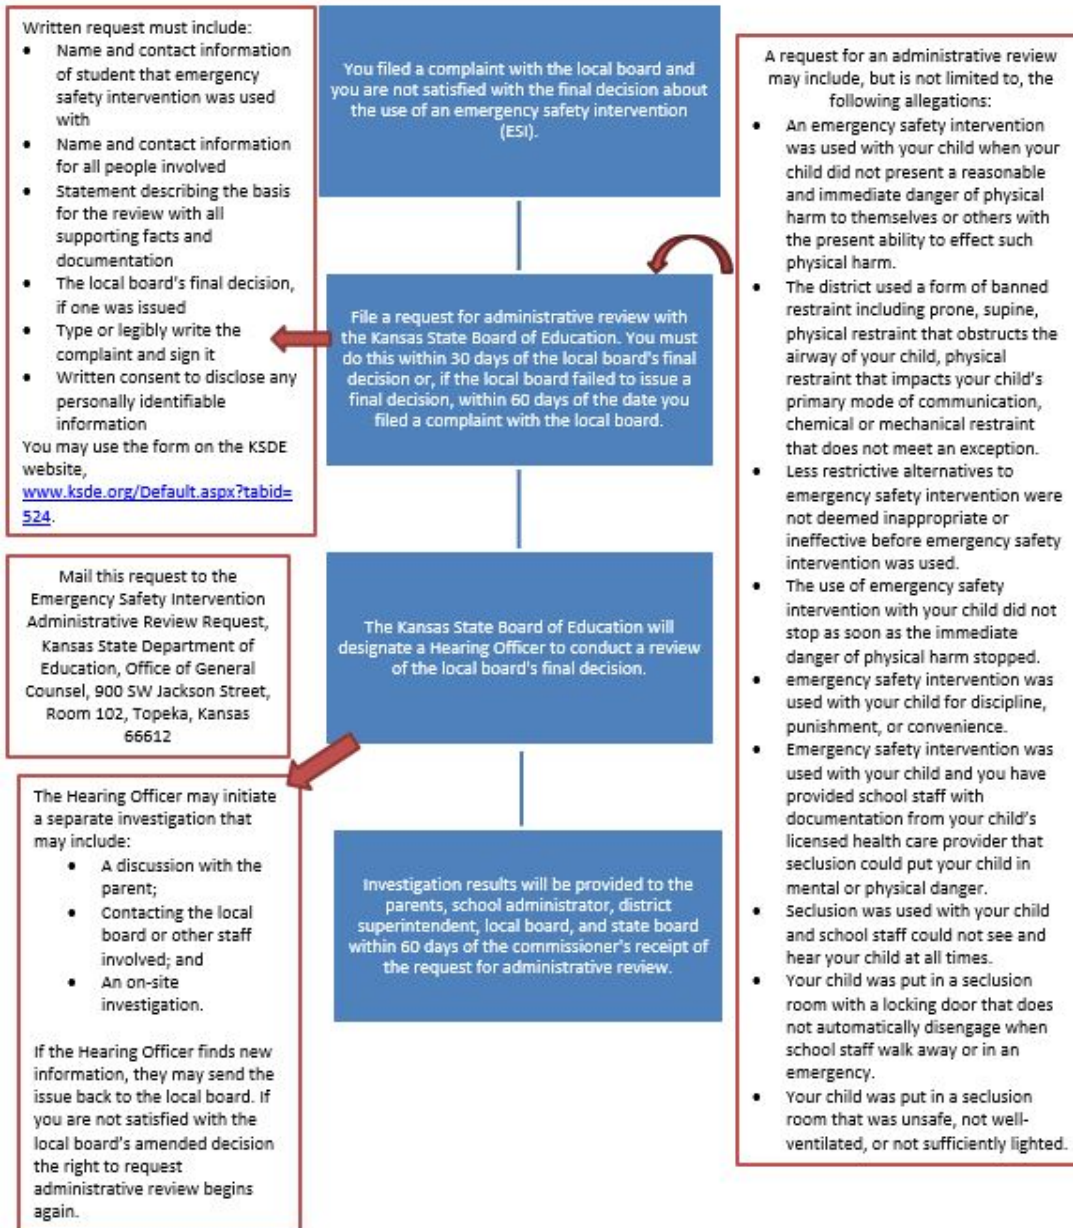 Written request must include:
• Name and contact information
of student that emergency
safety intervention was used
with
• Name and contact information
for all people involved
• Statement describing the basis
for the review with all
supporting facts and
documentation
• The local board's final decision,
if one was issued
• Type or legibly write the
complaint and sign it
• Written consent to disclose any
personally identifiable
information
You may use the form on the KSDE
website,
www.ksde.org/Default.aspx?tabid=
524.
Mail this request to the
Emergency Safety Intervention
Administrative Review Request,
Kansas State Department of
Education, Office of General
Counsel, 900 SW Jackson Street,
Room 102, Topeka, Kansas
66612
The Hearing Officer may initiate
a separate investigation that
may include:
• A discussion with the
parent;
• Contacting the local
board or other staff
involved; and
• An on-site
investigation.
If the Hearing Officer finds new
information, they may send the
issue back to the local board. If
you are not satisfied with the
local board's amended decision
the right to request
administrative review begins
again.
You filed a complaint with the local board and
you are not satisfied with the final decision about
the use of an emergency safety intervention
(ESI).
File a request for administrative review with
the Kansas State Board of Education. You must
do this within 30 days of the local board's final
decision or, if the local board failed to issue a
final decision, within 60 days of the date you
filed a complaint with the local board.
The Kansas State Board of Education will
designate a Hearing Officer to conduct a review
of the local board's final decision.
Investigation results will be provided to the
parents, school administrator, district
superintendent, local board, and state board
within 60 days of the commissioner's receipt of
the request for administrative review.
A request for an administrative review
may include, but is not limited to, the
following allegations:
• An emergency safety intervention
was used with your child when your
child did not present a reasonable
and immediate danger of physical
harm to themselves or others with
the present ability to effect such
physical harm.
• The district used a form of banned
restraint including prone, supine,
physical restraint that obstructs the
airway of your child, physical
restraint that impacts your child's
primary mode of communication,
chemical or mechanical restraint
that does not meet an exception.
• Less restrictive alternatives to
emergency safety intervention were
not deemed inappropriate or
ineffective before emergency safety
intervention was used.
• The use of emergency safety
intervention with your child did not
stop as soon as the immediate
danger of physical harm stopped.
• emergency safety intervention was
used with your child for discipline,
punishment, or convenience.
• Emergency safety intervention was
used with your child and you have
provided school staff with
documentation from your child's
licensed health care provider that
seclusion could put your child in
mental or physical danger.
• Seclusion was used with your child
and school staff could not see and
hear your child at all times.
• Your child was put in a seclusion
room with a locking door that does
not automatically disengage when
school staff walk away or in an
emergency.
• Your child was put in a seclusion
room that was unsafe, not well-
ventilated, or not sufficiently lighted.